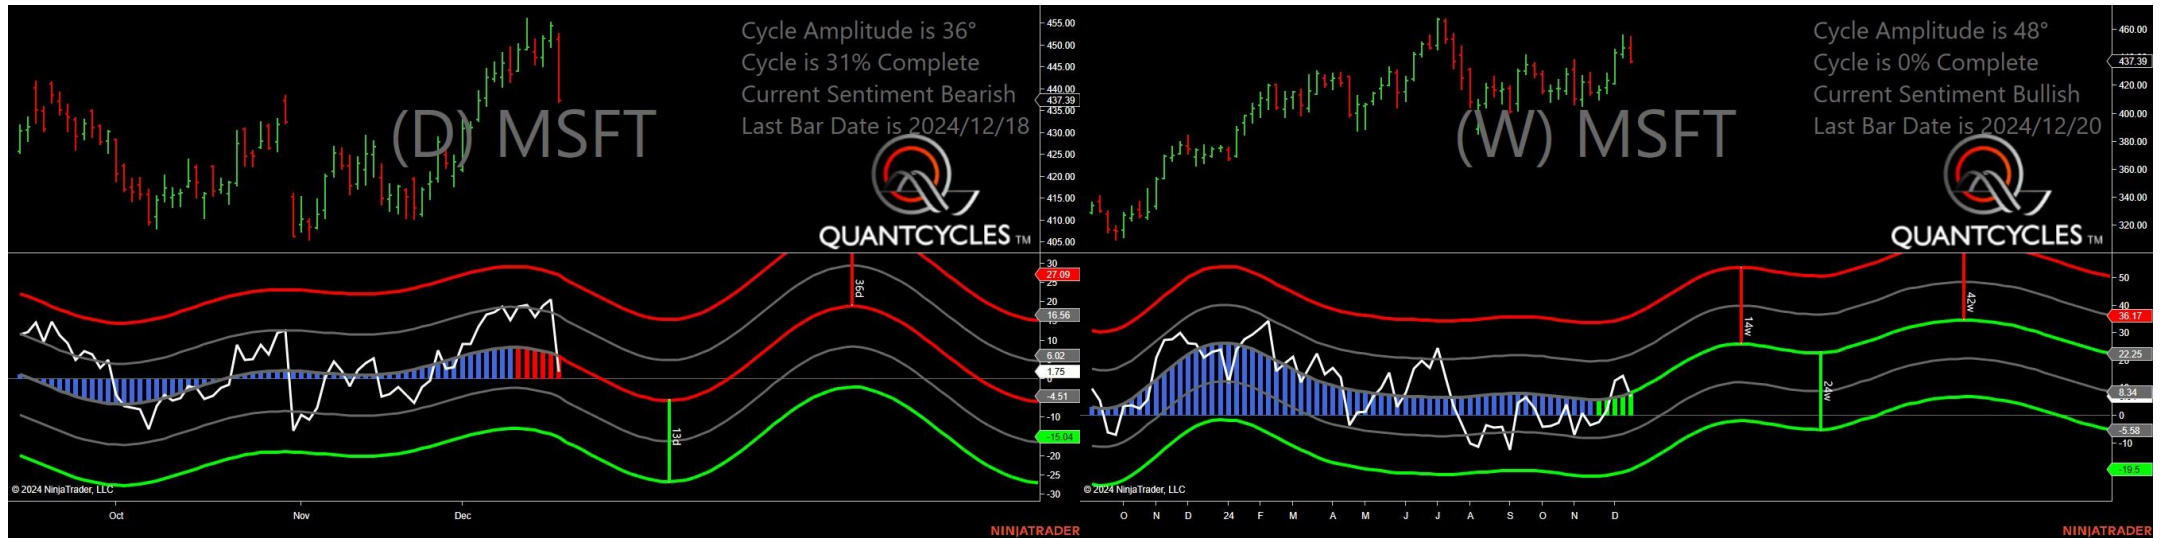 Cycle Amplitude is 36°
Cycle is 31% Complete
Current Sentiment Bearish
Last Bar Date is 2024/12/18
(D) MSFT
QUANTCYCLES TM
455.00
450.00
445.00
440.00
437.39
435.00
430.00
425.00
420.00
415.00
410.00
405.00
30
27.09
25
20
16.56
10
6.02
1.75
-4.51
-10
-15.04
-20
-25
-30
36d
13d
© 2024 NinjaTrader, LLC
Oct
Nov
Dec
NINJATRADER
Cycle Amplitude is 48°
Cycle is 0% Complete
Current Sentiment Bullish
Last Bar Date is 2024/12/20
(W) MSFT
QUANTCYCLES TM
460.00
437.39
420.00
400.00
380.00
360.00
340.00
320.00
50
40
36.17
30
22.25
8.34
0
-5.58
-10
-19.5
14w
24w
42w
© 2024 NinjaTrader, LLC
O
N
D
24
F
M
A
M
J
J
A
S
O
N
D
NINJATRADER